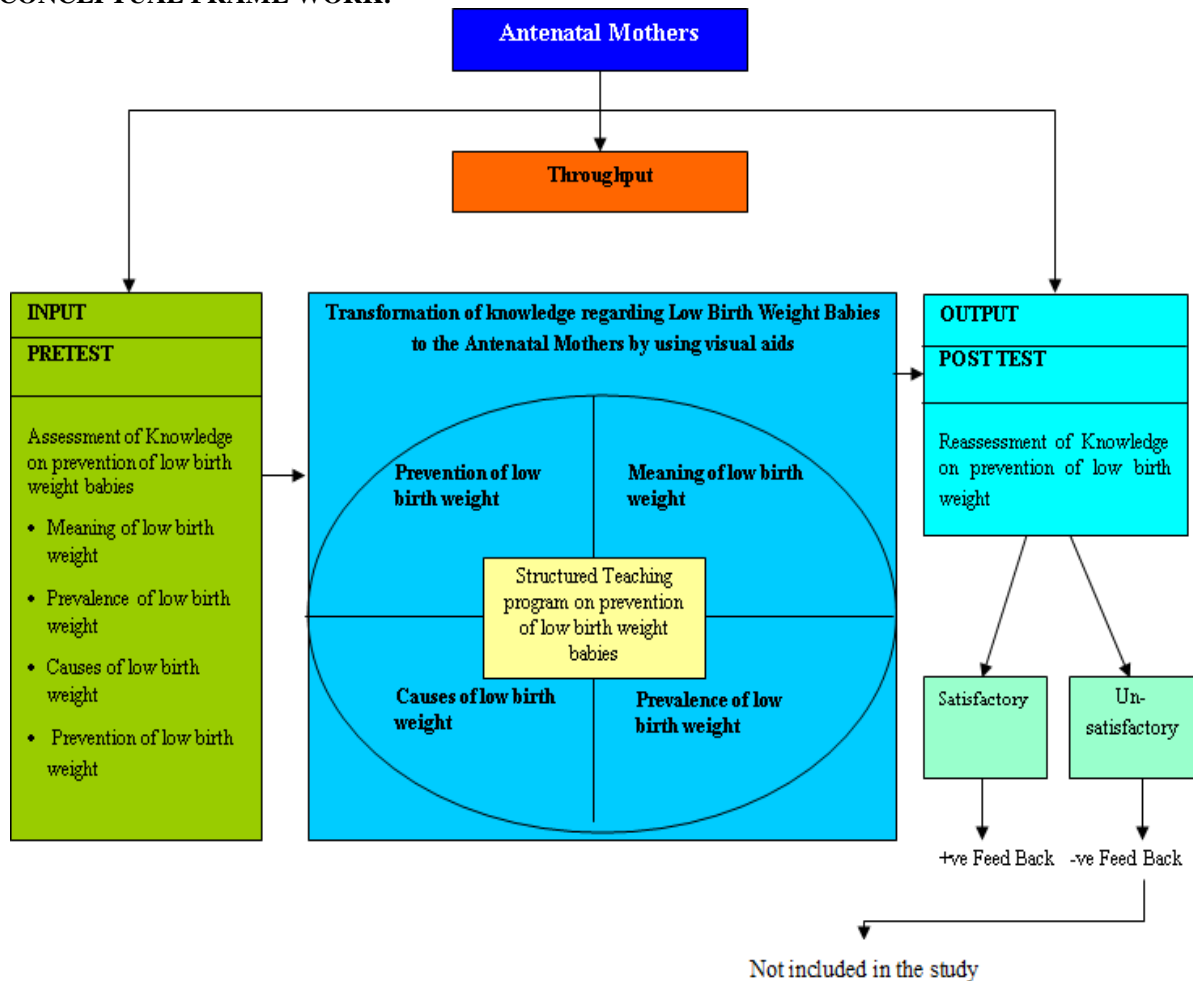 CONCEPTUAL FRAME WORK:
Antenatal Mothers
Throughput
INPUT
PRETEST
Assessment of Knowledge
on prevention of low birth
weight babies
• Meaning of low birth
weight
• Prevalence of low birth
weight
• Causes of low birth
weight
• Prevention of low birth
weight
Transformation of knowledge regarding Low Birth Weight Babies
to the Antenatal Mothers by using visual aids
Prevention of low
birth weight
Meaning of low birth
weight
Structured Teaching
program on prevention
of low birth weight
babies
Causes of low birth
weight
Prevalence of low
birth weight
OUTPUT
POST TEST
Reassessment of Knowledge
on prevention of low birth
weight
Satisfactory
Un-
satisfactory
+ve Feed Back
-ve Feed Back
Not included in the study